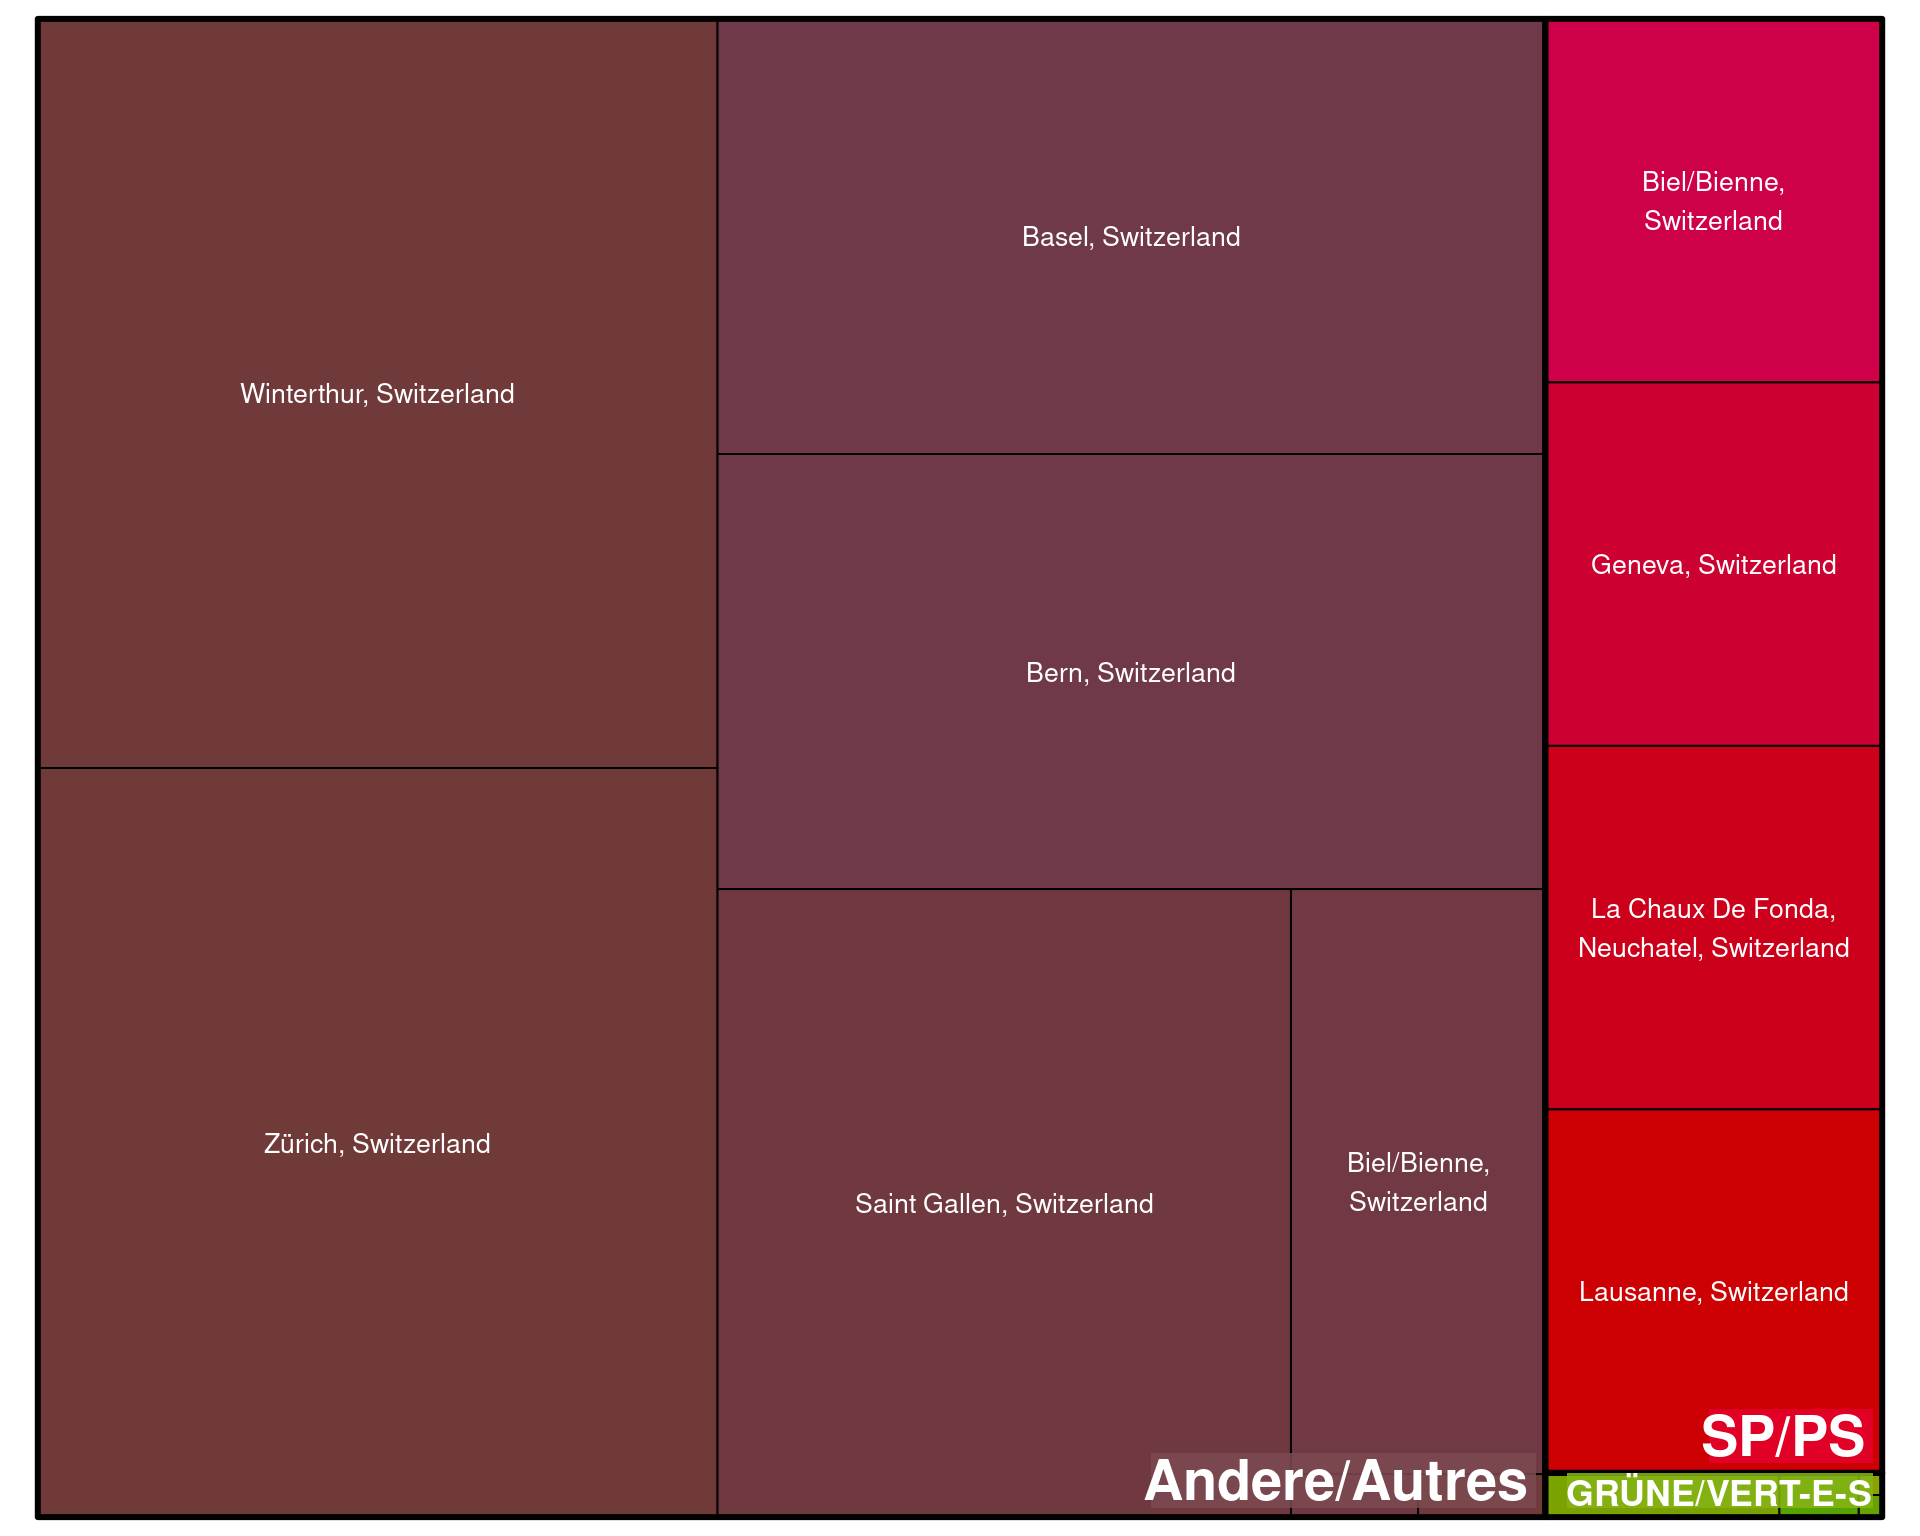 Winterthur, Switzerland
Zürich, Switzerland
Basel, Switzerland
Bern, Switzerland
Saint Gallen, Switzerland
Biel/Bienne,
Switzerland
Andere/Autres
Biel/Bienne,
Switzerland
Geneva, Switzerland
La Chaux De Fonda,
Neuchatel, Switzerland
Lausanne, Switzerland
SP/PS
GRÜNE/VERT-E-S